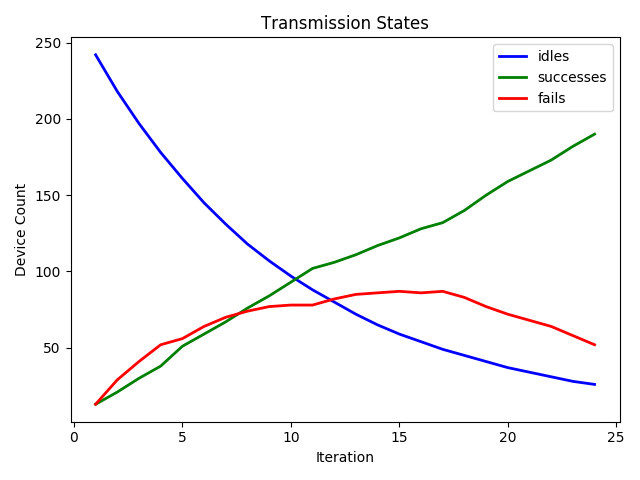 Transmission States
250
200
150
100
50
Device Count
idles
successes
fails
0
5
10
15
20
25
Iteration